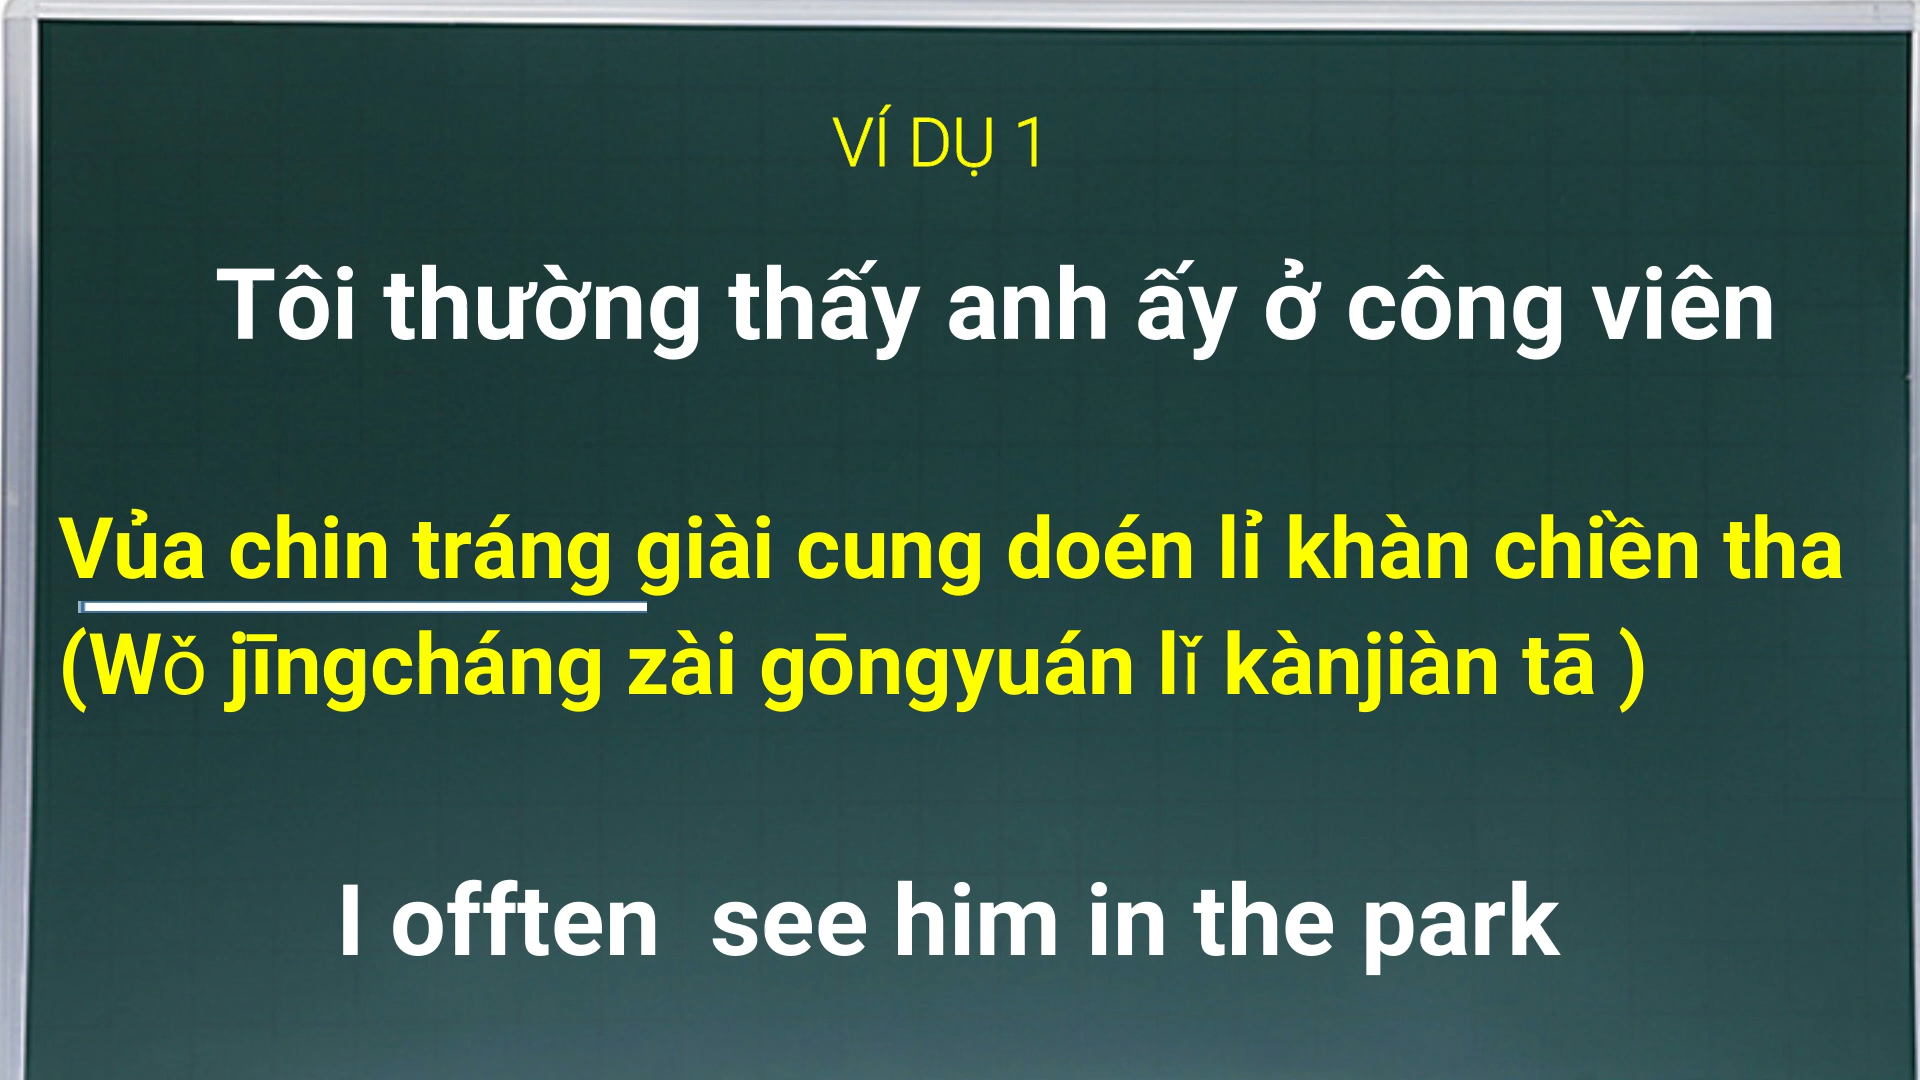 VÍ DỤ 1
Tôi thường thấy anh ấy ở công viên
Vủa chin tráng giài cung doén lỉ khàn chiền tha
(Wǒ jīngcháng zài gōngyuán lǐ kànjiàn tā )
I offten  see him in the park